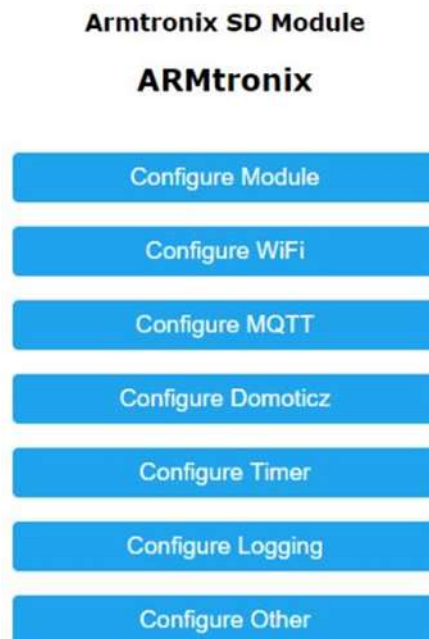 Armtronix SD Module
ARMtronix
Configure Module
Configure WiFi
Configure MQTT
Configure Domoticz
Configure Timer
Configure Logging
Configure Other